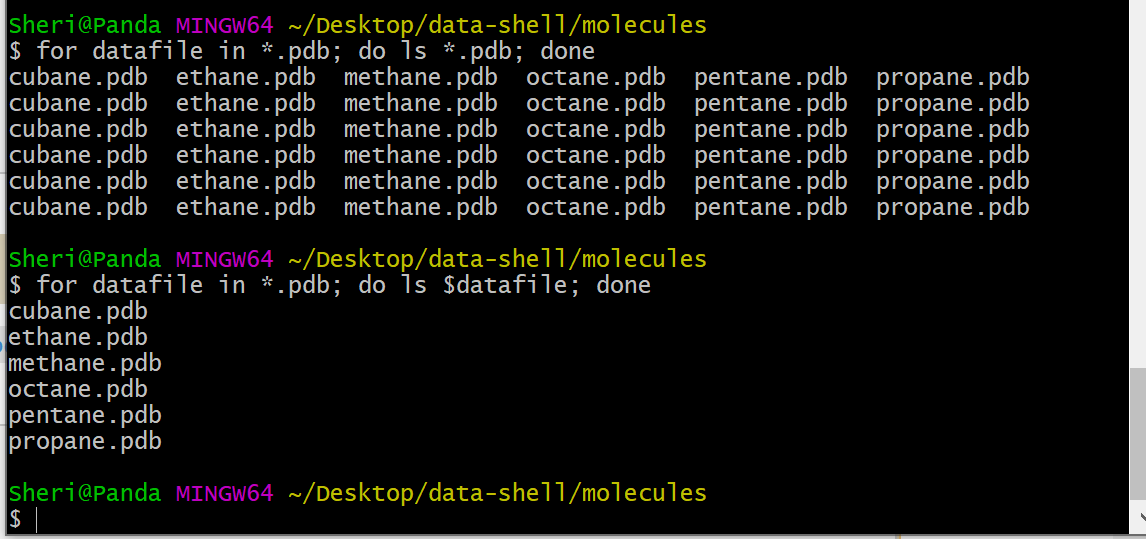 Sheri@Panda MINGW64 ~/Desktop/data-shell/molecules
$ for datafile in *.pdb; do ls *.pdb; done
cubane.pdb  ethane.pdb  methane.pdb  octane.pdb  pentane.pdb  propane.pdb
cubane.pdb  ethane.pdb  methane.pdb  octane.pdb  pentane.pdb  propane.pdb
cubane.pdb  ethane.pdb  methane.pdb  octane.pdb  pentane.pdb  propane.pdb
cubane.pdb  ethane.pdb  methane.pdb  octane.pdb  pentane.pdb  propane.pdb
cubane.pdb  ethane.pdb  methane.pdb  octane.pdb  pentane.pdb  propane.pdb
cubane.pdb  ethane.pdb  methane.pdb  octane.pdb  pentane.pdb  propane.pdb
Sheri@Panda MINGW64 ~/Desktop/data-shell/molecules
$ for datafile in *.pdb; do ls $datafile; done
cubane.pdb
ethane.pdb
methane.pdb
octane.pdb
pentane.pdb
propane.pdb
Sheri@Panda MINGW64 ~/Desktop/data-shell/molecules
$